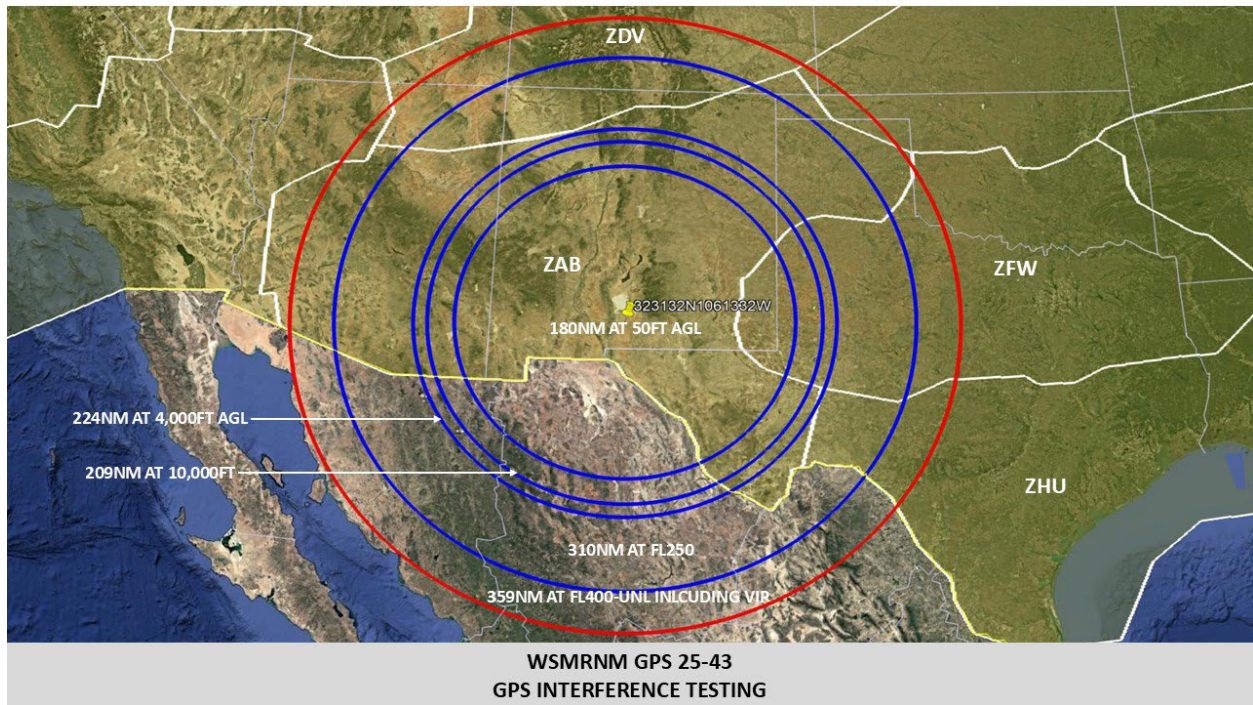 ZDV
ZAB
ZFW
323132N1061332W
180NM AT 50FT AGL
224NM AT 4,000FT AGL
209NM AT 10,000FT
ZHU
310NM AT FL250
359NM AT FL400-UNL INLCUDING VIR
WSMRNM GPS 25-43
GPS INTERFERENCE TESTING